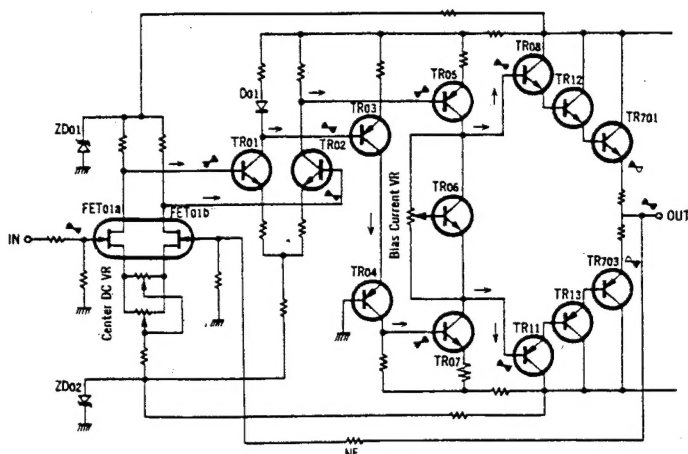 TR08
TR05
TR12
D01
TR03
ZD01
TR701
TR01
TR02
FET01a
FET01b
TR06
Bias Current VR
OUT
IN
TR703
TR04
Center DC VR
TR13
TR07
TR11
ZD02
NF